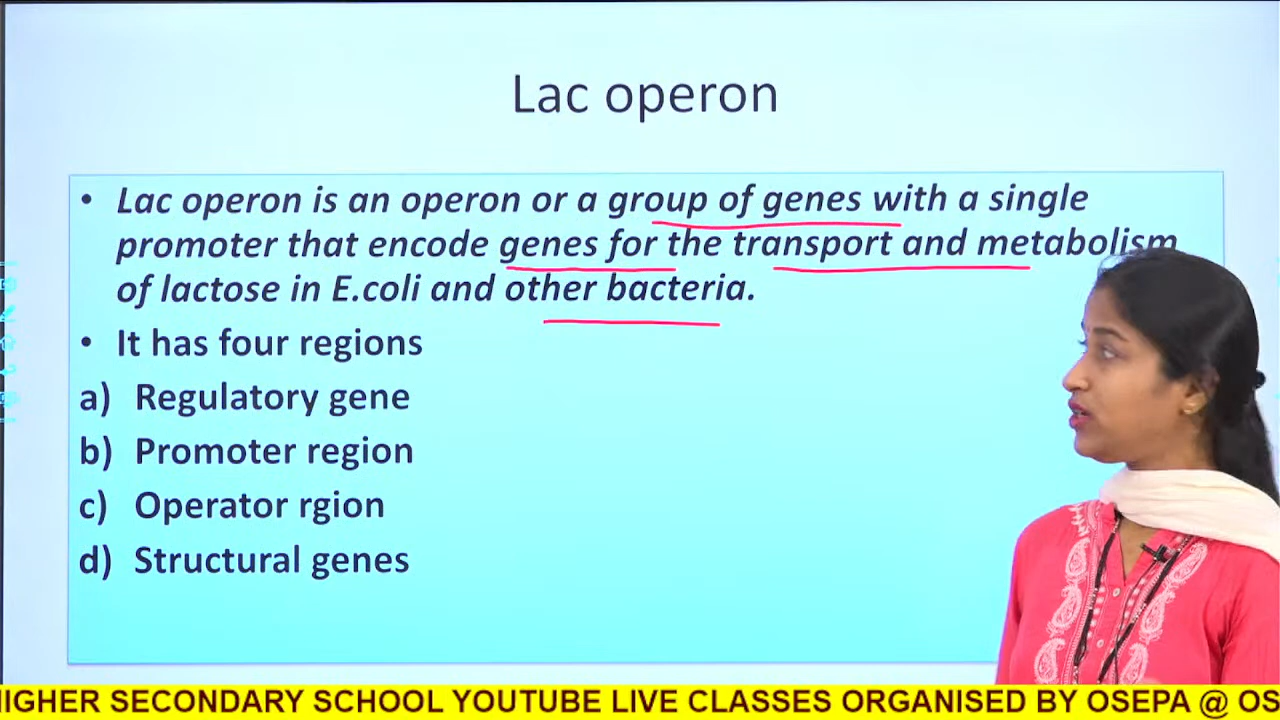 Lac operon
• Lac operon is an operon or a group of genes with a single
promoter that encode genes for the transport and metabolism
of lactose in E.coli and other bacteria.
• It has four regions
a) Regulatory gene
b) Promoter region
c) Operator rgion
d) Structural genes
HIGHER SECONDARY SCHOOL YOUTUBE LIVE CLASSES ORGANISED BY OSEPA @ OS